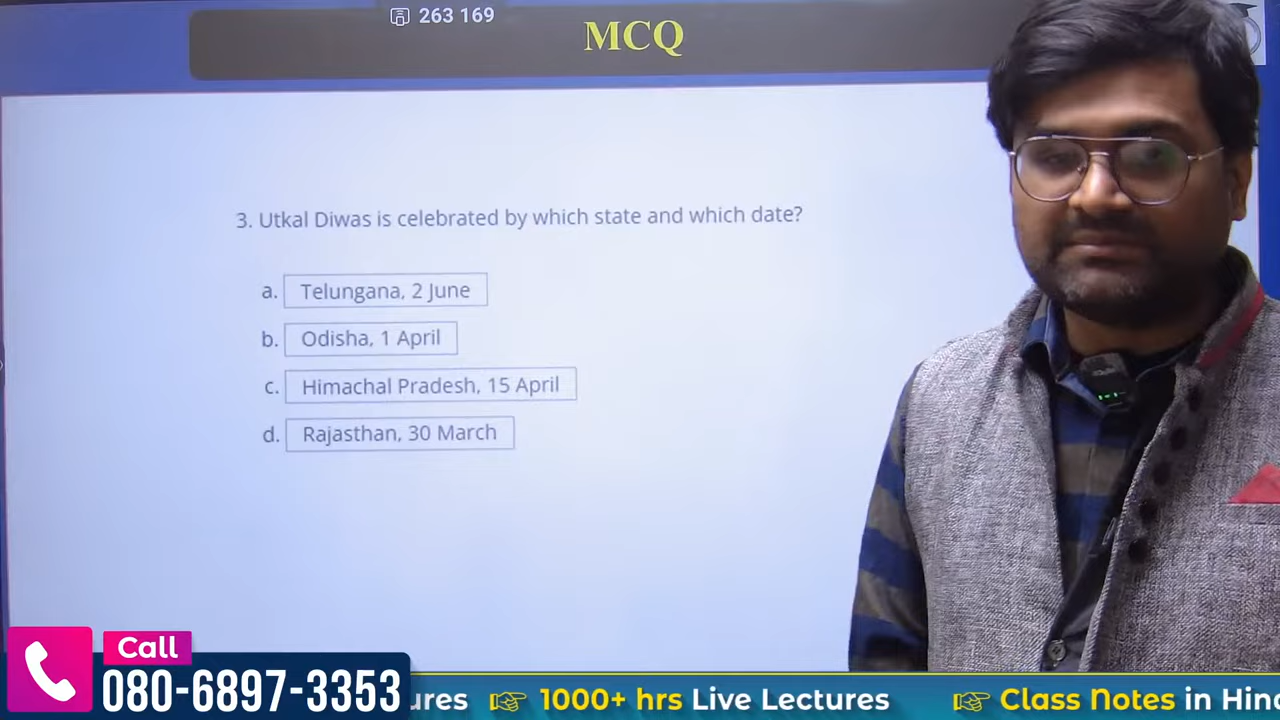 263 169
MCQ
3. Utkal Diwas is celebrated by which state and which date?
a. Telungana, 2 June
b. Odisha, 1 April
c. Himachal Pradesh, 15 April
d. Rajasthan, 30 March
Call
080-6897-3353
ures 1000+ hrs Live Lectures Class Notes in Hind